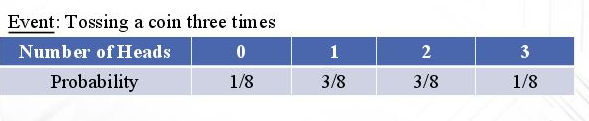 Event: Tossing a coin three times
Number of Heads 0 1 2 3
Probability 1/8 3/8 3/8 1/8